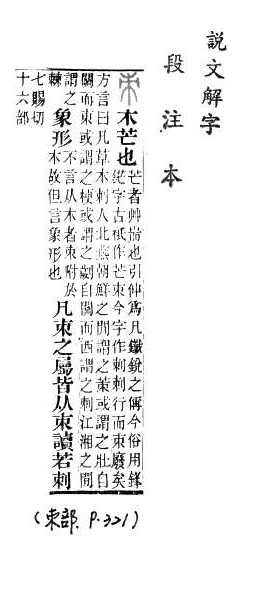 說文解字
段注本
朿 木芒也 芒者艸耑也引伸爲凡鑯銳之偁今俗用鋒
鋩字古衹作芒朿今字作刺刺行而朿廢矣
方言曰凡草木刺人北燕朝鮮之閒謂之茦或謂之壯自
關而東或謂之梗或謂之劌自關而西謂之刺江湘之閒
謂之
棘
象形
不言从木者朿附於
木故但言象形也
凡朿之屬皆从朿讀若刺
七賜切
十六部
(朿部. P.321)